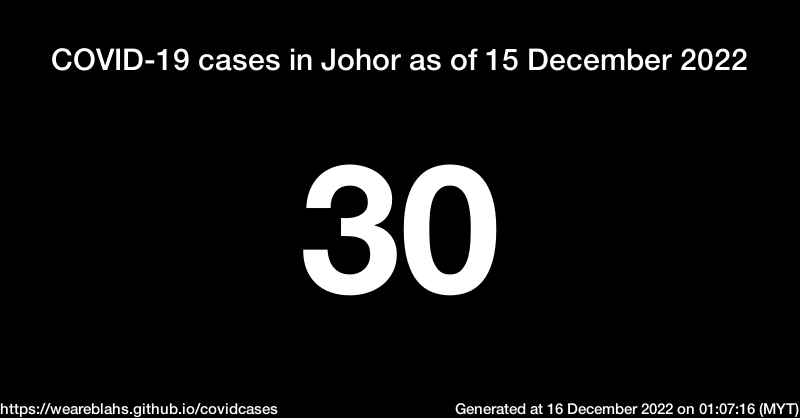 COVID-19 cases in Johor as of 15 December 2022
30
https://weareblahs.github.io/covidcases
Generated at 16 December 2022 on 01:07:16 (MYT)